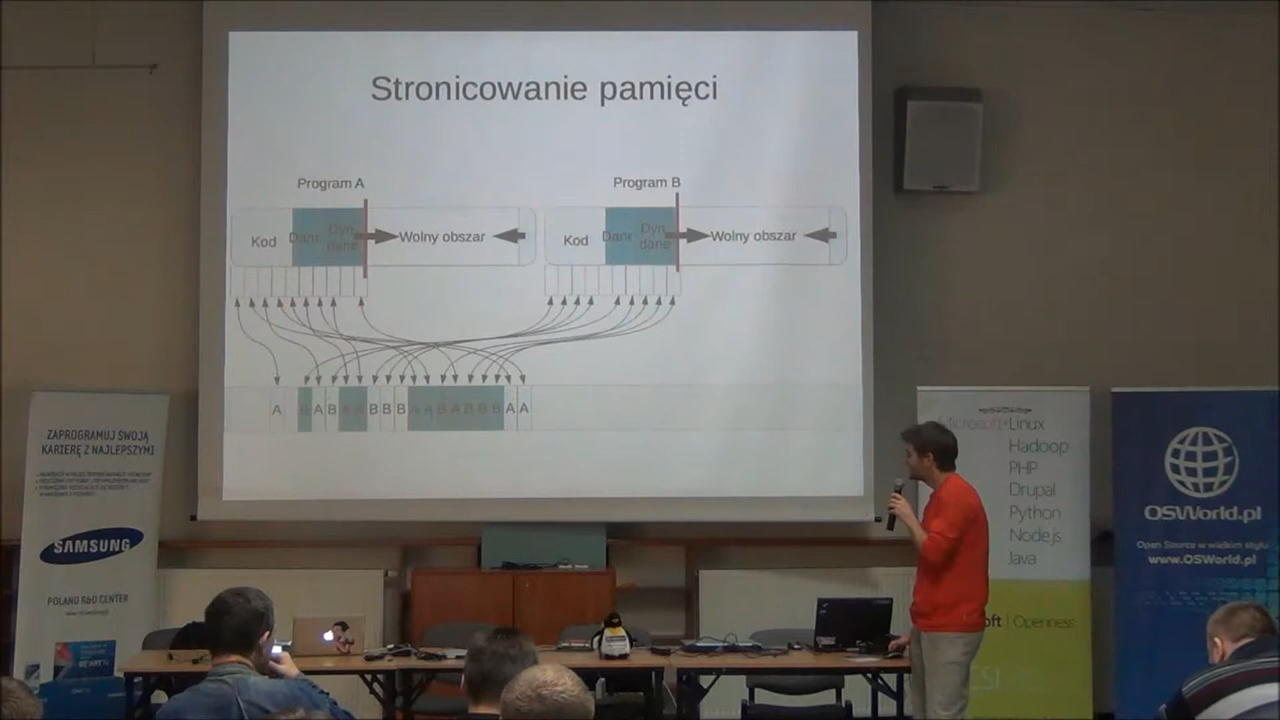 Stronicowanie pamięci
Program A
Program B
Kod
Dane
Dyn
dane
Wolny obszar
Kod
Dane
Dyn
dane
Wolny obszar
A B A B A A B B B A A B A B B B A A
ZAPROGRAMUJ SWOJĄ
KARIERĘ Z NAJLEPSZYMI
SAMSUNG
POLAND R&D CENTER
Microsoft+Linux
Hadoop
PHP
Drupal
Python
Node.js
Java
oft | Openness
OSWorld.pl
Open Source w wielkim stylu
www.OSWorld.pl